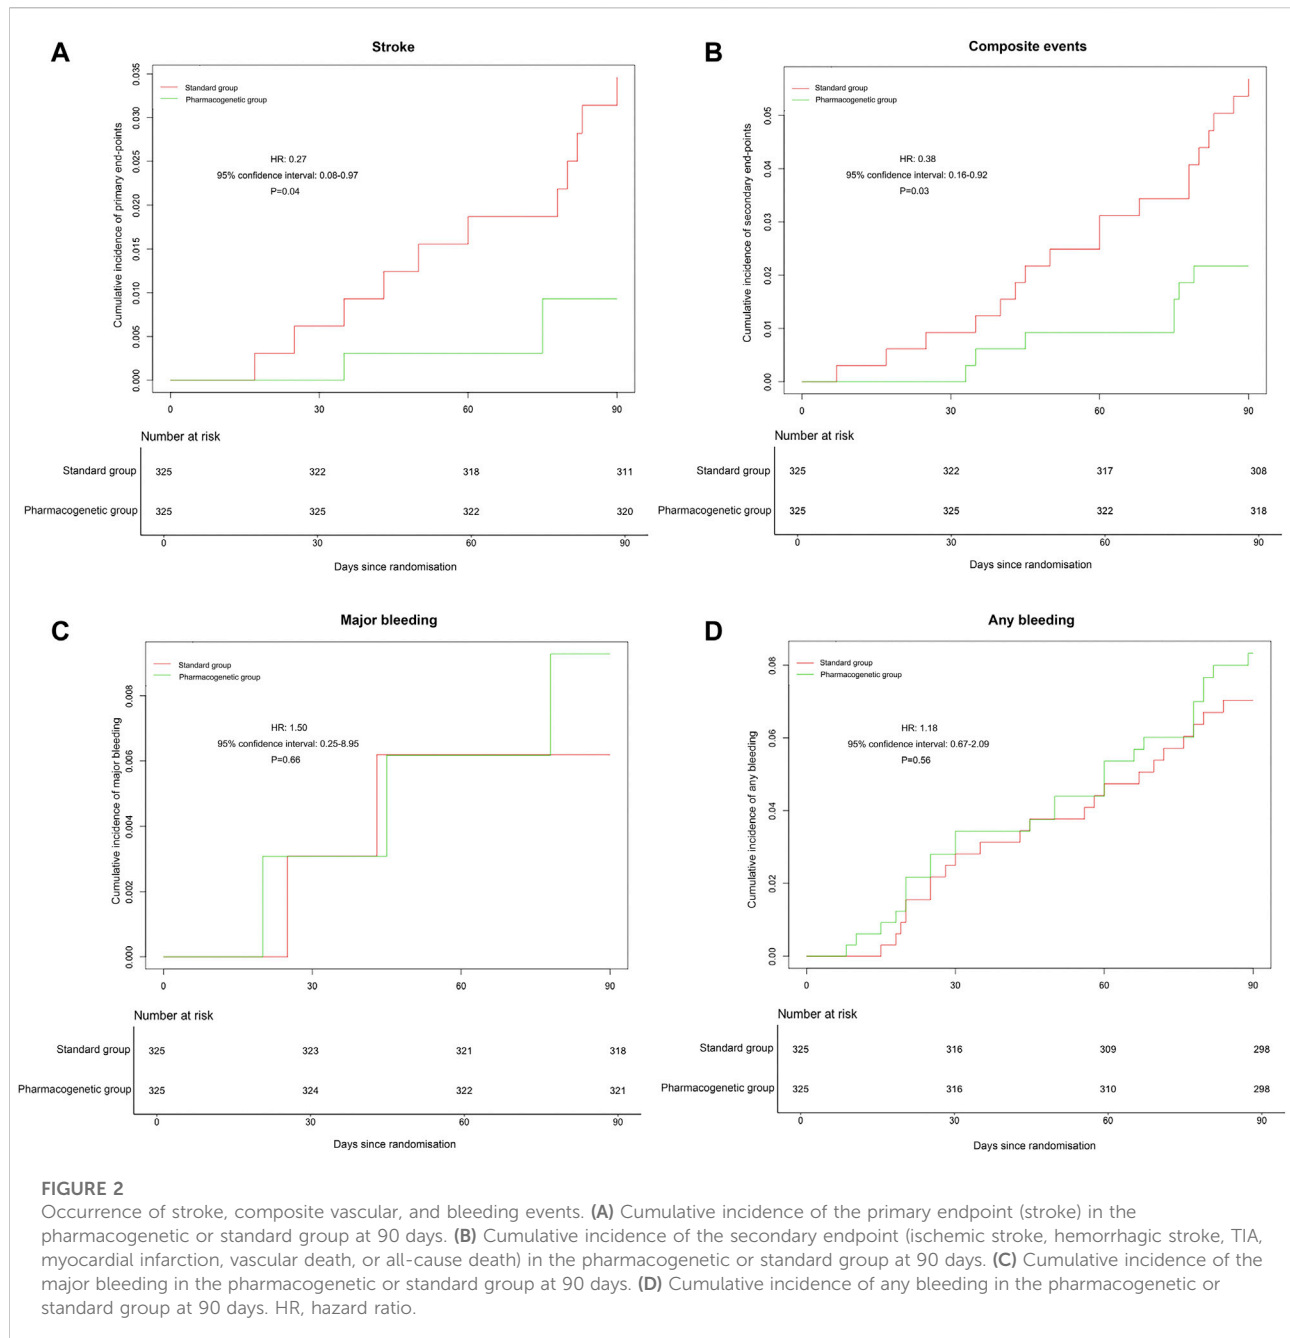 A
Stroke
Cumulative incidence of primary end-points
0.035
0.030
0.025
0.020
0.015
0.010
0.005
0.000
Standard group
Pharmacogenetic group
HR: 0.27
95% confidence interval: 0.08-0.97
P=0.04
0 30 60 90
Number at risk
Standard group 325 322 318 311
Pharmacogenetic group 325 325 322 320
0 30 60 90
Days since randomisation
B
Composite events
Cumulative incidence of secondary end-points
0.05
0.04
0.03
0.02
0.01
0.00
Standard group
Pharmacogenetic group
HR: 0.38
95% confidence interval: 0.16-0.92
P=0.03
0 30 60 90
Number at risk
Standard group 325 322 317 308
Pharmacogenetic group 325 325 322 318
0 30 60 90
Days since randomisation
C
Major bleeding
Cumulative incidence of major bleeding
0.008
0.006
0.004
0.002
0.000
Standard group
Pharmacogenetic group
HR: 1.50
95% confidence interval: 0.25-8.95
P=0.66
0 30 60 90
Number at risk
Standard group 325 323 321 318
Pharmacogenetic group 325 324 322 321
0 30 60 90
Days since randomisation
D
Any bleeding
Cumulative incidence of any bleeding
0.08
0.06
0.04
0.02
0.00
Standard group
Pharmacogenetic group
HR: 1.18
95% confidence interval: 0.67-2.09
P=0.56
0 30 60 90
Number at risk
Standard group 325 316 309 298
Pharmacogenetic group 325 316 310 298
0 30 60 90
Days since randomisation
FIGURE 2
Occurrence of stroke, composite vascular, and bleeding events. (A) Cumulative incidence of the primary endpoint (stroke) in the
pharmacogenetic or standard group at 90 days. (B) Cumulative incidence of the secondary endpoint (ischemic stroke, hemorrhagic stroke, TIA,
myocardial infarction, vascular death, or all-cause death) in the pharmacogenetic or standard group at 90 days. (C) Cumulative incidence of the
major bleeding in the pharmacogenetic or standard group at 90 days. (D) Cumulative incidence of any bleeding in the pharmacogenetic or
standard group at 90 days. HR, hazard ratio.